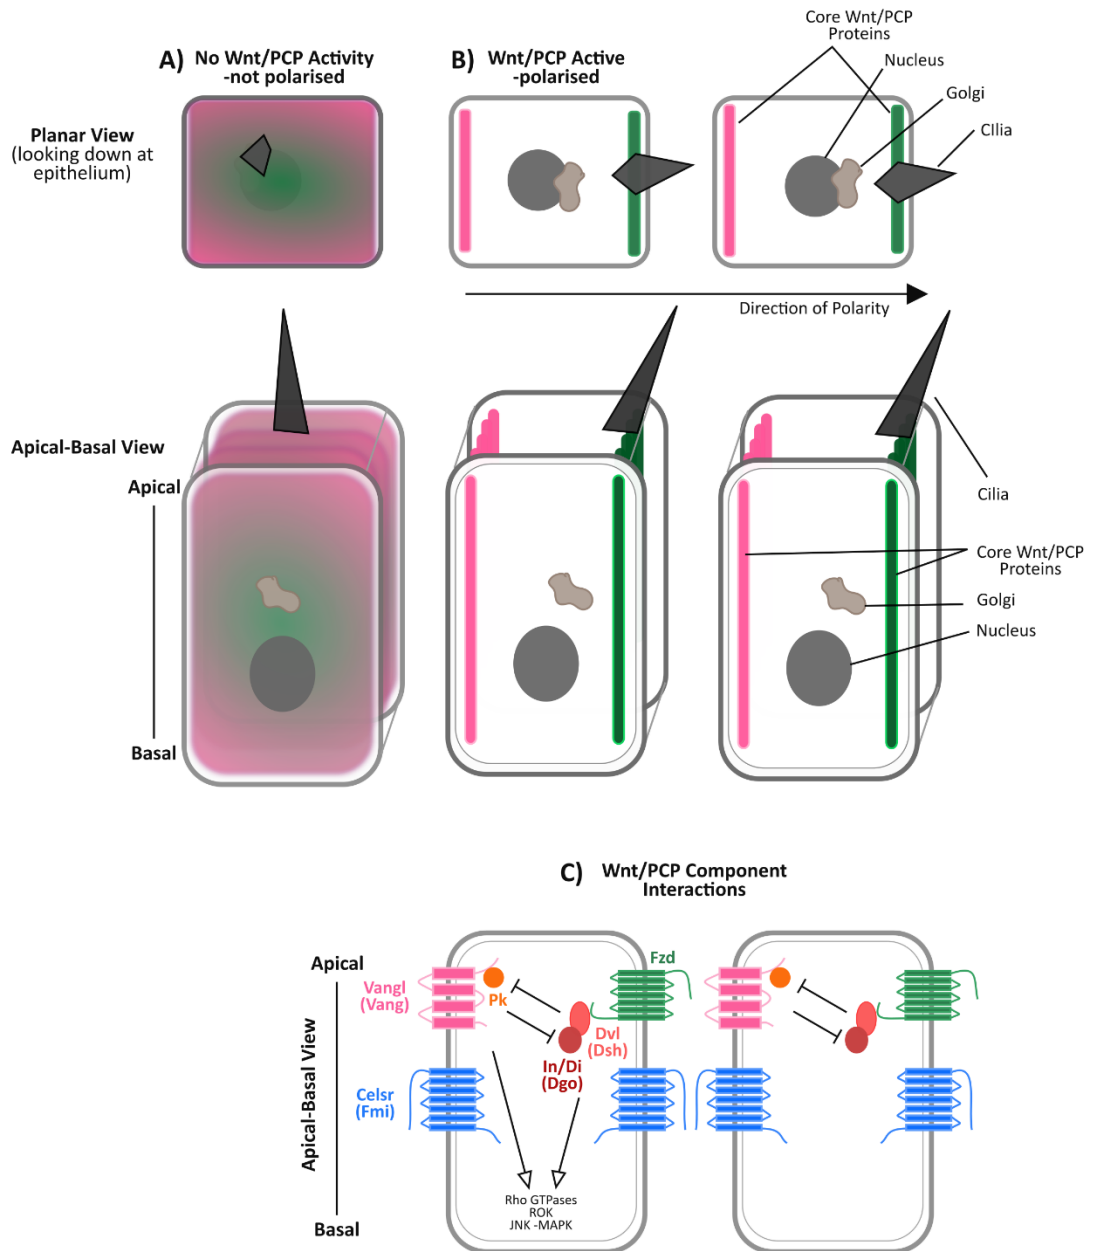 A) No Wnt/PCP Activity
-not polarised
B) Wnt/PCP Active
-polarised
Core Wnt/PCP
Proteins
Nucleus
Golgi
CIlia
Planar View
(looking down at
epithelium)
Direction of Polarity
Apical-Basal View
Apical
Basal
Cilia
Core Wnt/PCP
Proteins
Golgi
Nucleus
C) Wnt/PCP Component
Interactions
Apical
Apical-Basal View
Basal
Vangl
(Vang)
Pk
Fzd
Dvl
(Dsh)
In/Di
(Dgo)
Celsr
(Fmi)
Rho GTPases
ROK
JNK -MAPK